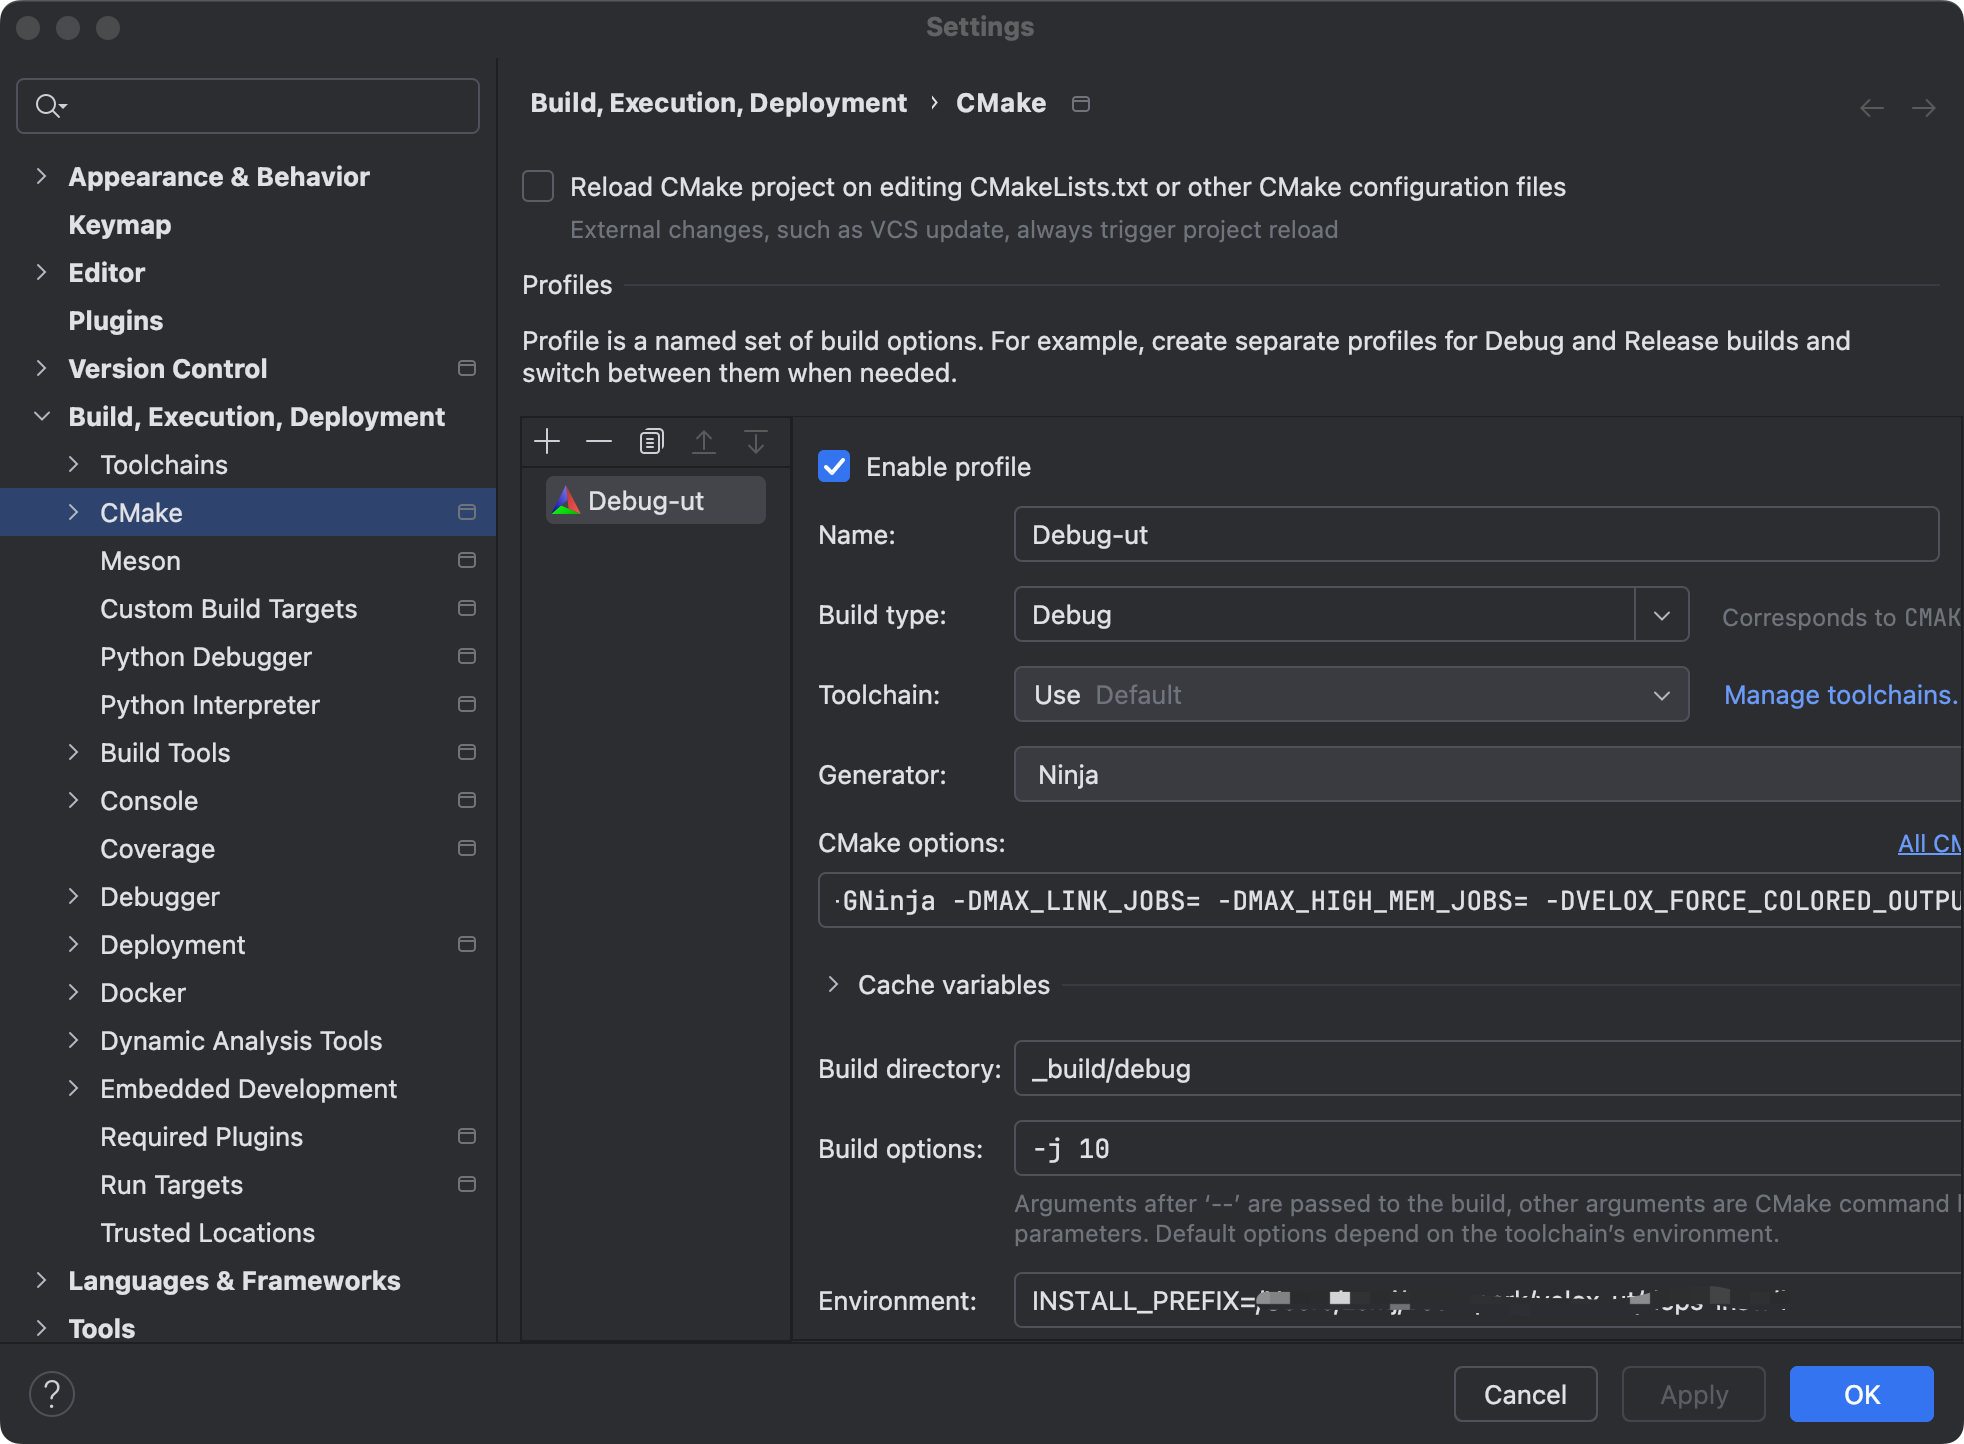 Settings
Appearance & Behavior
Keymap
Editor
Plugins
Version Control
Build, Execution, Deployment
Toolchains
CMake
Meson
Custom Build Targets
Python Debugger
Python Interpreter
Build Tools
Console
Coverage
Debugger
Deployment
Docker
Dynamic Analysis Tools
Embedded Development
Required Plugins
Run Targets
Trusted Locations
Languages & Frameworks
Tools
Build, Execution, Deployment › CMake
Reload CMake project on editing CMakeLists.txt or other CMake configuration files
External changes, such as VCS update, always trigger project reload
Profiles
Profile is a named set of build options. For example, create separate profiles for Debug and Release builds and
switch between them when needed.
Debug-ut
Enable profile
Name: Debug-ut
Build type: Debug Corresponds to CMAK
Toolchain: Use Default Manage toolchains.
Generator: Ninja
CMake options: All CM
-GNinja -DMAX_LINK_JOBS= -DMAX_HIGH_MEM_JOBS= -DVELOX_FORCE_COLORED_OUTPU
Cache variables
Build directory: _build/debug
Build options: -j 10
Arguments after ‘--’ are passed to the build, other arguments are CMake command l
parameters. Default options depend on the toolchain’s environment.
Environment: INSTALL_PREFIX=
? Cancel Apply OK